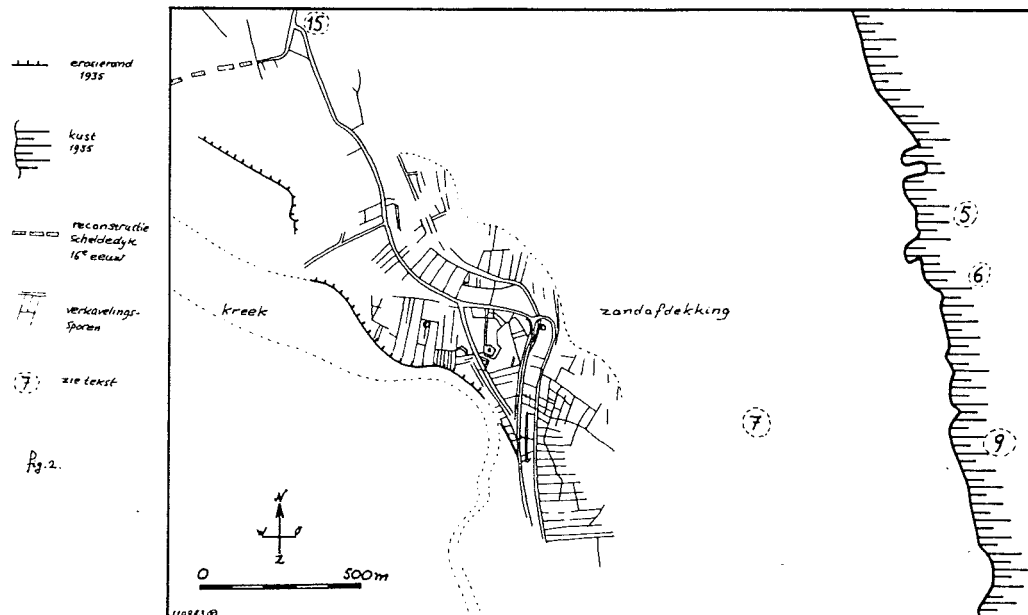 erosierand
1935
kust
1935
reconstructie
Scheldedyk
16e eeuw
verkavelings-
sporen
7 zie tekst
fig.2.
15
5
6
kreek
zandafdekking
7
9
N
W O
Z
0 500m